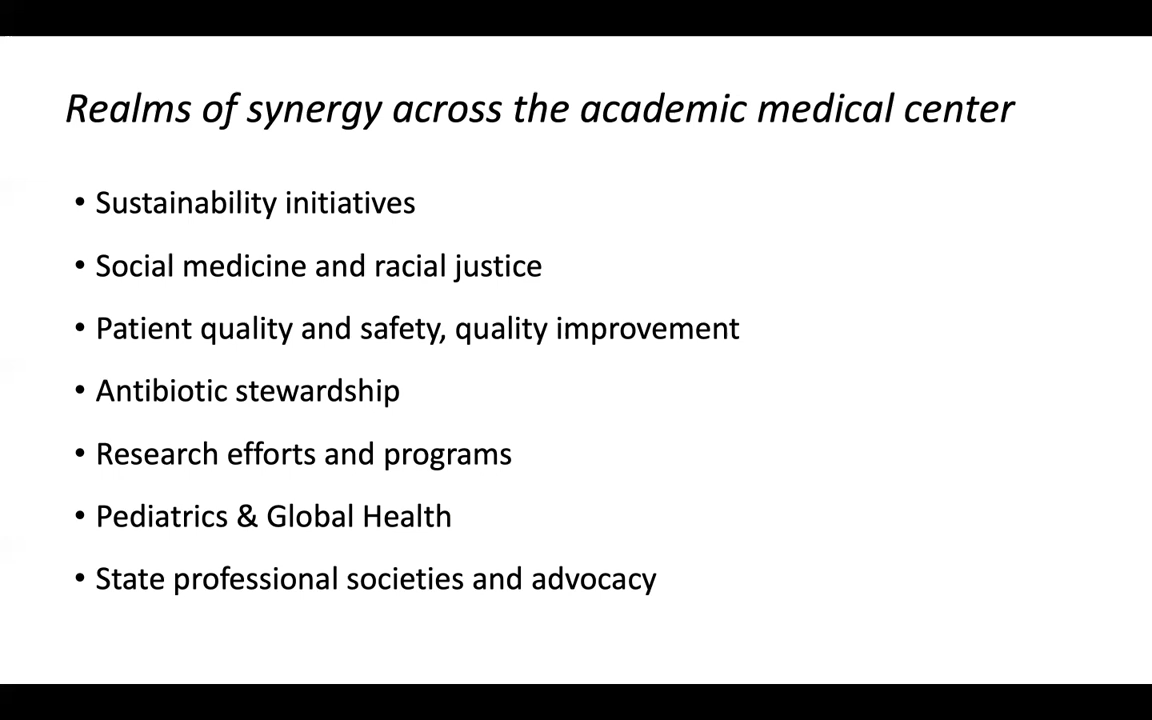 Realms of synergy across the academic medical center
• Sustainability initiatives
• Social medicine and racial justice
• Patient quality and safety, quality improvement
• Antibiotic stewardship
• Research efforts and programs
• Pediatrics & Global Health
• State professional societies and advocacy